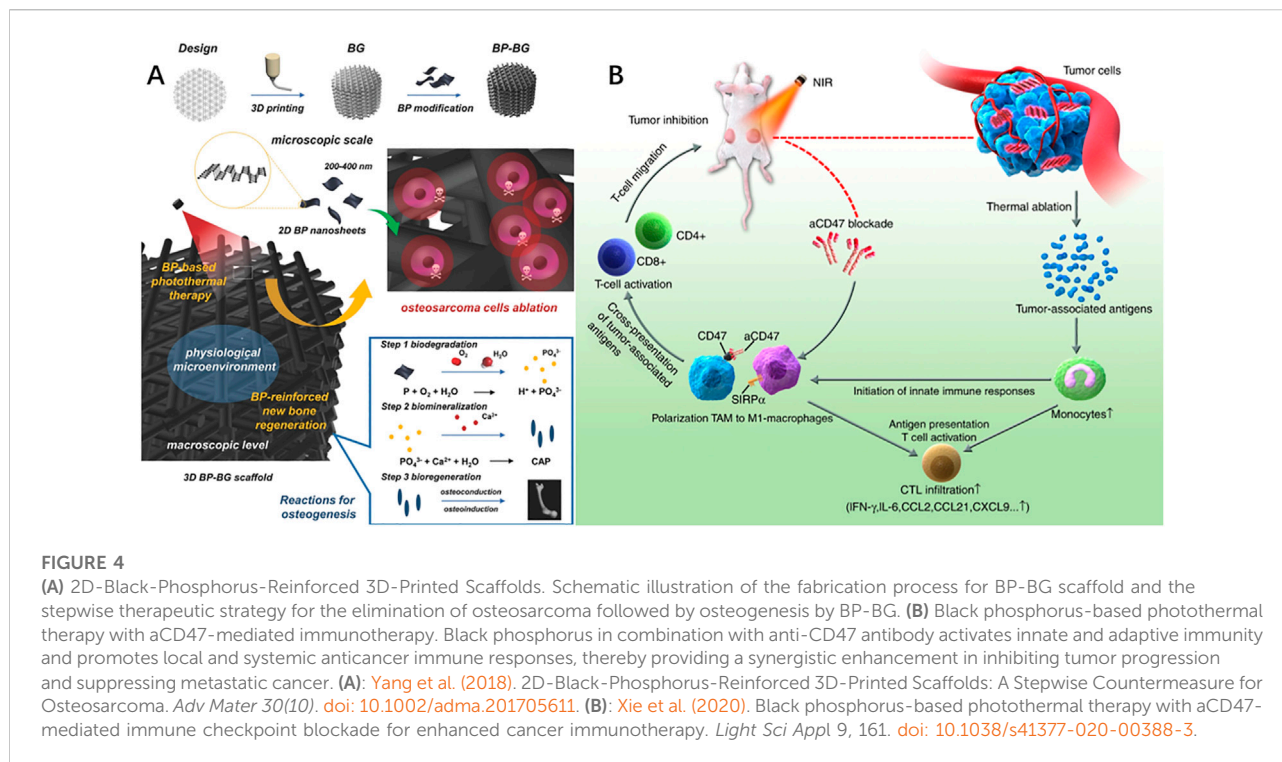 A
Design
BG
BP-BG
3D printing
BP modification
microscopic scale
200-400 nm
2D BP nanosheets
BP-based
photothermal
therapy
osteosarcoma cells ablation
physiological
microenvironment
BP-reinforced
new bone
regeneration
macroscopic level
3D BP-BG scaffold
Reactions for
osteogenesis
Step 1 biodegradation
O₂
H₂O
PO₄³⁻
P + O₂ + H₂O
H⁺ + PO₄³⁻
Step 2 biomineralization
Ca²⁺
PO₄³⁻ + Ca²⁺ + H₂O
CAP
Step 3 bioregeneration
osteoconduction
osteoinduction
B
NIR
Tumor cells
Tumor inhibition
T-cell migration
CD4+
CD8+
T-cell activation
aCD47 blockade
Thermal ablation
Tumor-associated antigens
Cross-presentation
of tumor-associated
antigens
CD47
aCD47
SIRPα
Polarization TAM to M1-macrophages
Initiation of innate immune responses
Monocytes↑
Antigen presentation
T cell activation
CTL infiltration↑
(IFN-γ,IL-6,CCL2,CCL21,CXCL9...↑)
FIGURE 4
(A) 2D-Black-Phosphorus-Reinforced 3D-Printed Scaffolds. Schematic illustration of the fabrication process for BP-BG scaffold and the
stepwise therapeutic strategy for the elimination of osteosarcoma followed by osteogenesis by BP-BG. (B) Black phosphorus-based photothermal
therapy with aCD47-mediated immunotherapy. Black phosphorus in combination with anti-CD47 antibody activates innate and adaptive immunity
and promotes local and systemic anticancer immune responses, thereby providing a synergistic enhancement in inhibiting tumor progression
and suppressing metastatic cancer. (A): Yang et al. (2018). 2D-Black-Phosphorus-Reinforced 3D-Printed Scaffolds: A Stepwise Countermeasure for
Osteosarcoma. Adv Mater 30(10). doi: 10.1002/adma.201705611. (B): Xie et al. (2020). Black phosphorus-based photothermal therapy with aCD47-
mediated immune checkpoint blockade for enhanced cancer immunotherapy. Light Sci Appl 9, 161. doi: 10.1038/s41377-020-00388-3.